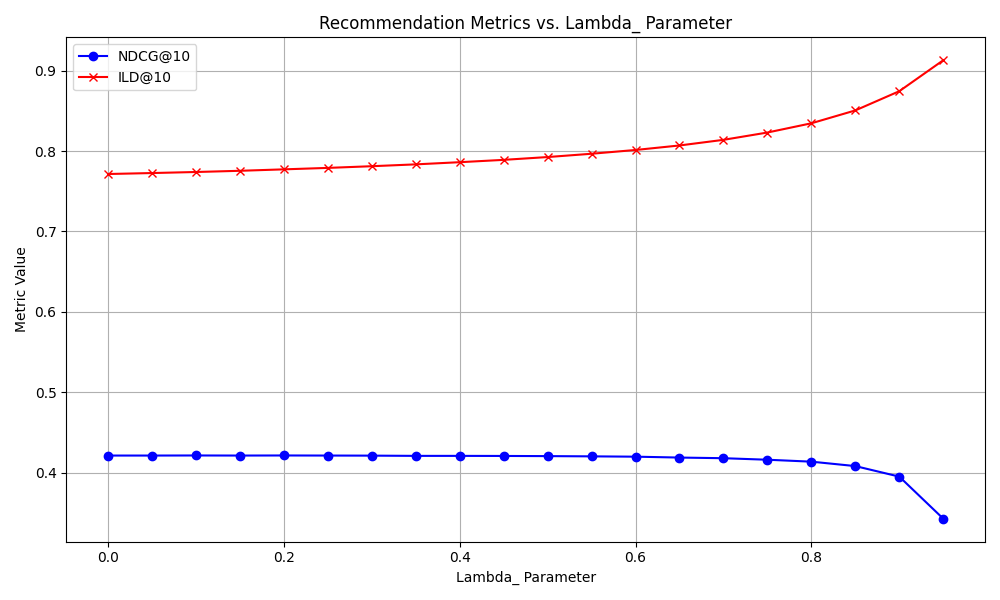 Recommendation Metrics vs. Lambda_ Parameter
NDCG@10
ILD@10
Metric Value
0.9
0.8
0.7
0.6
0.5
0.4
0.0 0.2 0.4 0.6 0.8
Lambda_ Parameter